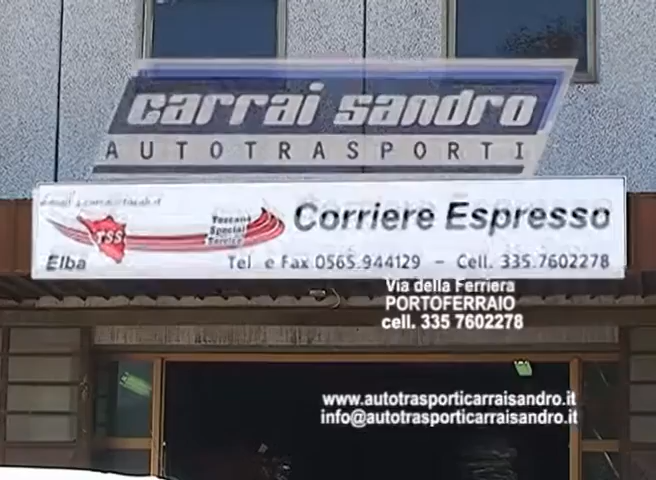 carrai sandro
AUTOTRASPORTI
TSS
Toscana
Special
Service
Corriere Espresso
Elba
Tel e Fax 0565.944129 - Cell. 335.7602278
Via della Ferriera
PORTOFERRAIO
cell. 335 7602278
www.autotrasporticarraisandro.it
info@autotrasporticarraisandro.it